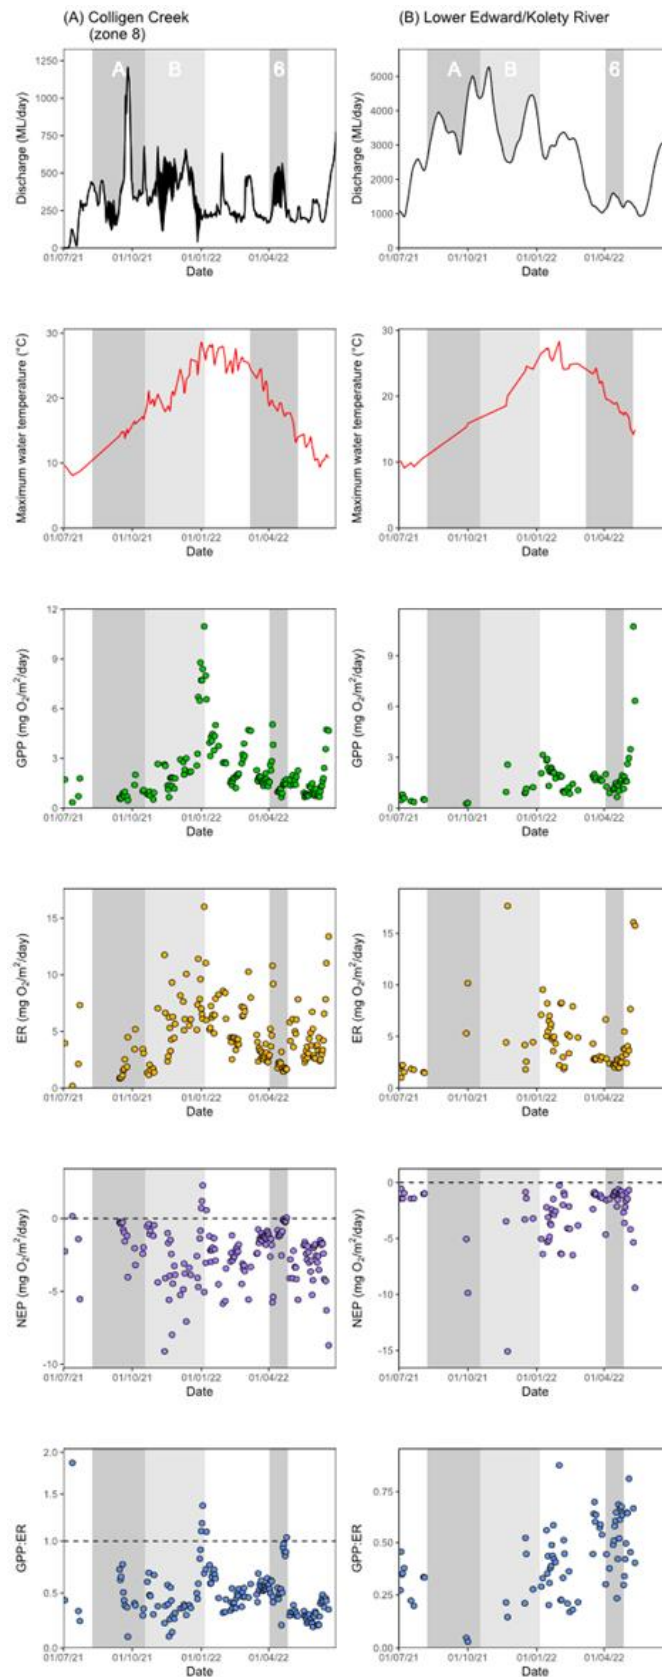 (A) Colligen Creek
(zone 8)
(B) Lower Edward/Kolety River
A B 6
1250
1000
750
500
250
0
Discharge (ML/day)
01/07/21 01/10/21 01/01/22 01/04/22
Date
A B 6
5000
4000
3000
2000
1000
0
Discharge (ML/day)
01/07/21 01/10/21 01/01/22 01/04/22
Date
30
20
10
0
Maximum water temperature (°C)
01/07/21 01/10/21 01/01/22 01/04/22
Date
30
20
10
0
Maximum water temperature (°C)
01/07/21 01/10/21 01/01/22 01/04/22
Date
12
9
6
3
0
GPP (mg O₂/m²/day)
01/07/21 01/10/21 01/01/22 01/04/22
Date
9
6
3
0
GPP (mg O₂/m²/day)
01/07/21 01/10/21 01/01/22 01/04/22
Date
15
10
5
0
ER (mg O₂/m²/day)
01/07/21 01/10/21 01/01/22 01/04/22
Date
15
10
5
0
ER (mg O₂/m²/day)
01/07/21 01/10/21 01/01/22 01/04/22
Date
0
-5
-10
NEP (mg O₂/m²/day)
01/07/21 01/10/21 01/01/22 01/04/22
Date
0
-5
-10
-15
NEP (mg O₂/m²/day)
01/07/21 01/10/21 01/01/22 01/04/22
Date
2.0
1.5
1.0
0.5
0.0
GPP:ER
01/07/21 01/10/21 01/01/22 01/04/22
Date
0.75
0.50
0.25
0.00
GPP:ER
01/07/21 01/10/21 01/01/22 01/04/22
Date